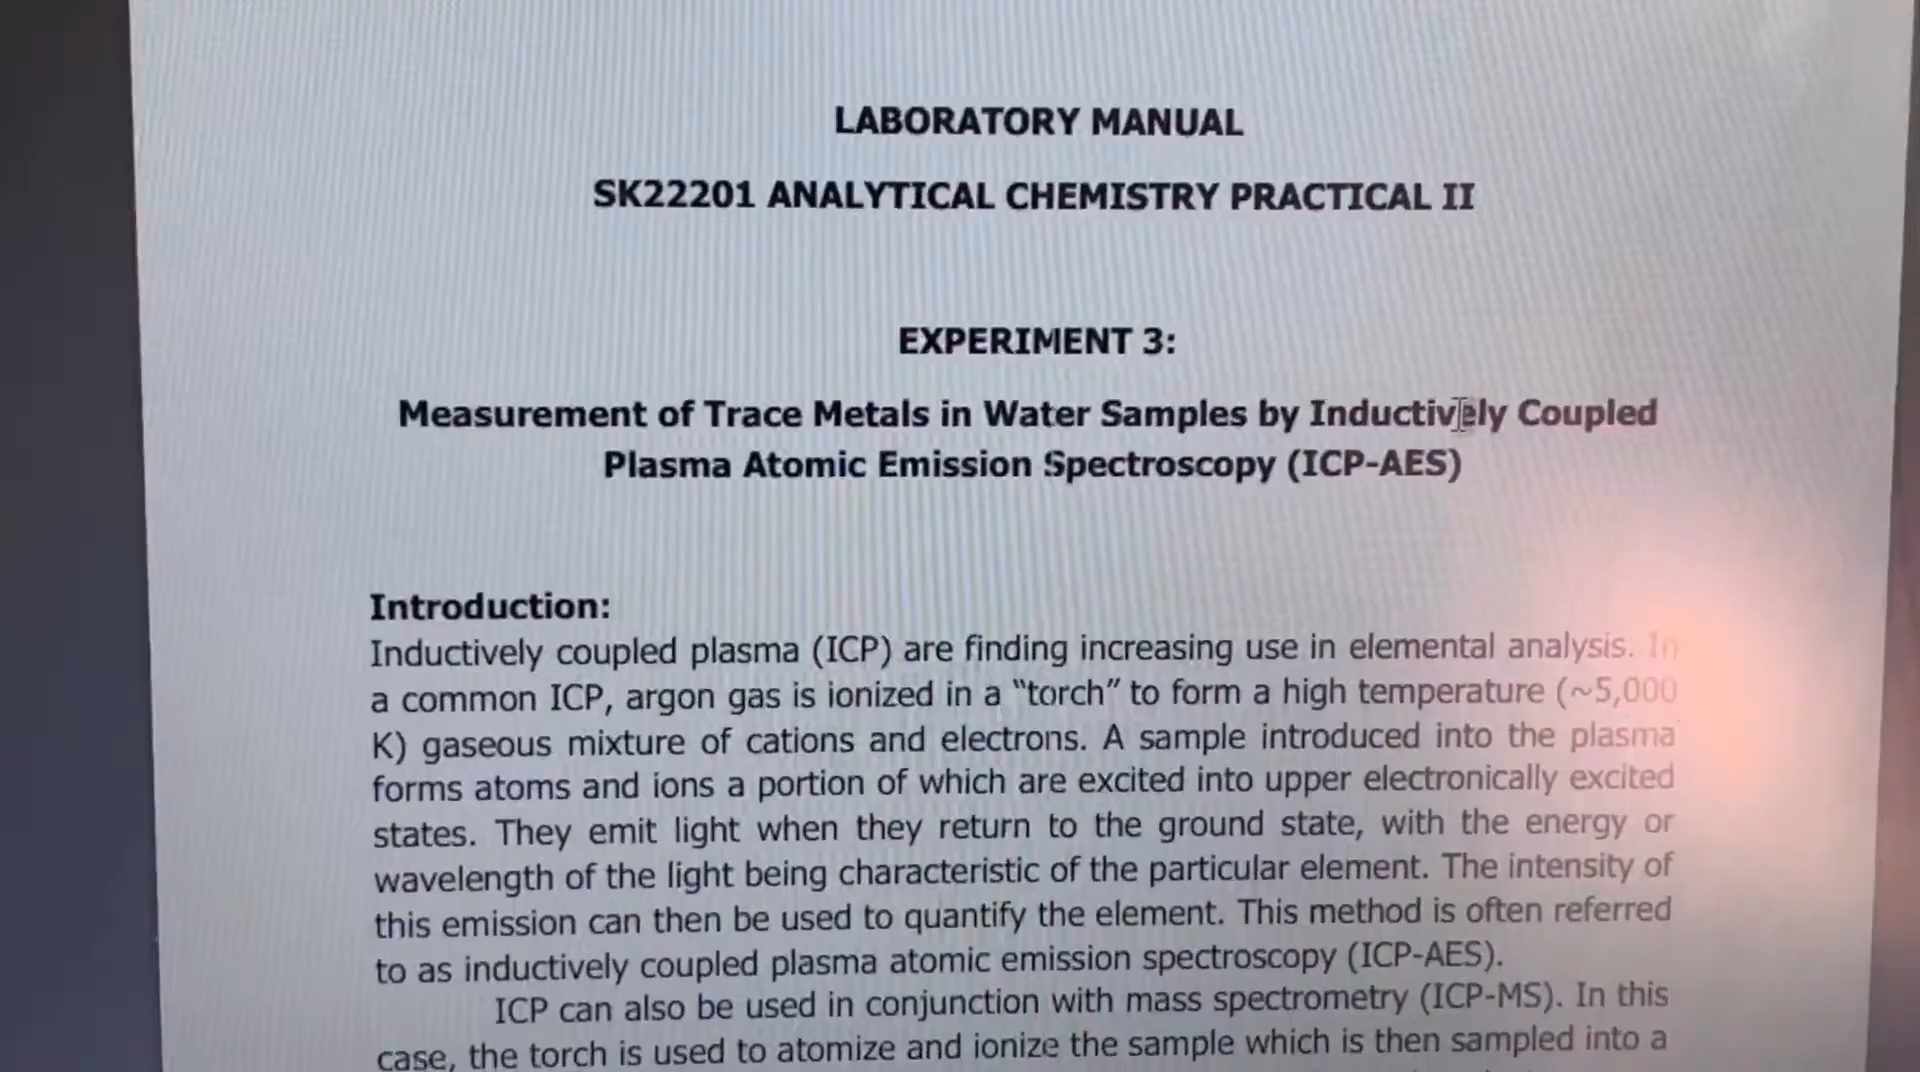 LABORATORY MANUAL
SK22201 ANALYTICAL CHEMISTRY PRACTICAL II
EXPERIMENT 3:
Measurement of Trace Metals in Water Samples by Inductively Coupled
Plasma Atomic Emission Spectroscopy (ICP-AES)
Introduction:
Inductively coupled plasma (ICP) are finding increasing use in elemental analysis. In
a common ICP, argon gas is ionized in a “torch” to form a high temperature (~5,000
K) gaseous mixture of cations and electrons. A sample introduced into the plasma
forms atoms and ions a portion of which are excited into upper electronically excited
states. They emit light when they return to the ground state, with the energy or
wavelength of the light being characteristic of the particular element. The intensity of
this emission can then be used to quantify the element. This method is often referred
to as inductively coupled plasma atomic emission spectroscopy (ICP-AES).
ICP can also be used in conjunction with mass spectrometry (ICP-MS). In this
case, the torch is used to atomize and ionize the sample which is then sampled into a